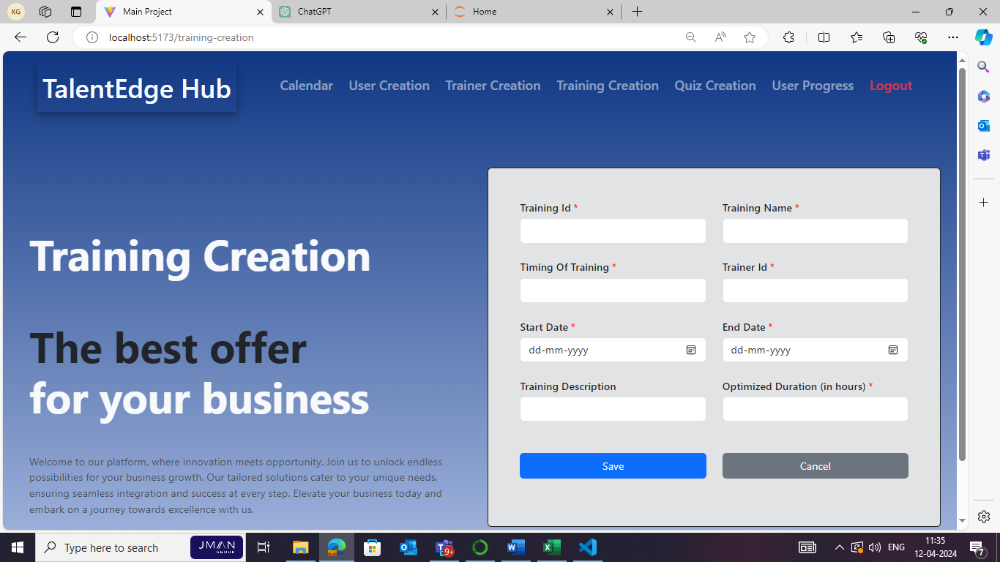 KG
Main Project
ChatGPT
Home
localhost:5173/training-creation
TalentEdge Hub
Calendar User Creation Trainer Creation Training Creation Quiz Creation User Progress Logout
Training Creation
The best offer
for your business
Welcome to our platform, where innovation meets opportunity. Join us to unlock endless
possibilities for your business growth. Our tailored solutions cater to your unique needs,
ensuring seamless integration and success at every step. Elevate your business today and
embark on a journey towards excellence with us.
Training Id * Training Name *
Timing Of Training * Trainer Id *
Start Date * End Date *
dd-mm-yyyy dd-mm-yyyy
Training Description Optimized Duration (in hours) *
Save Cancel
Type here to search
JMAN
GROUP
9+
ENG
11:35
12-04-2024
7